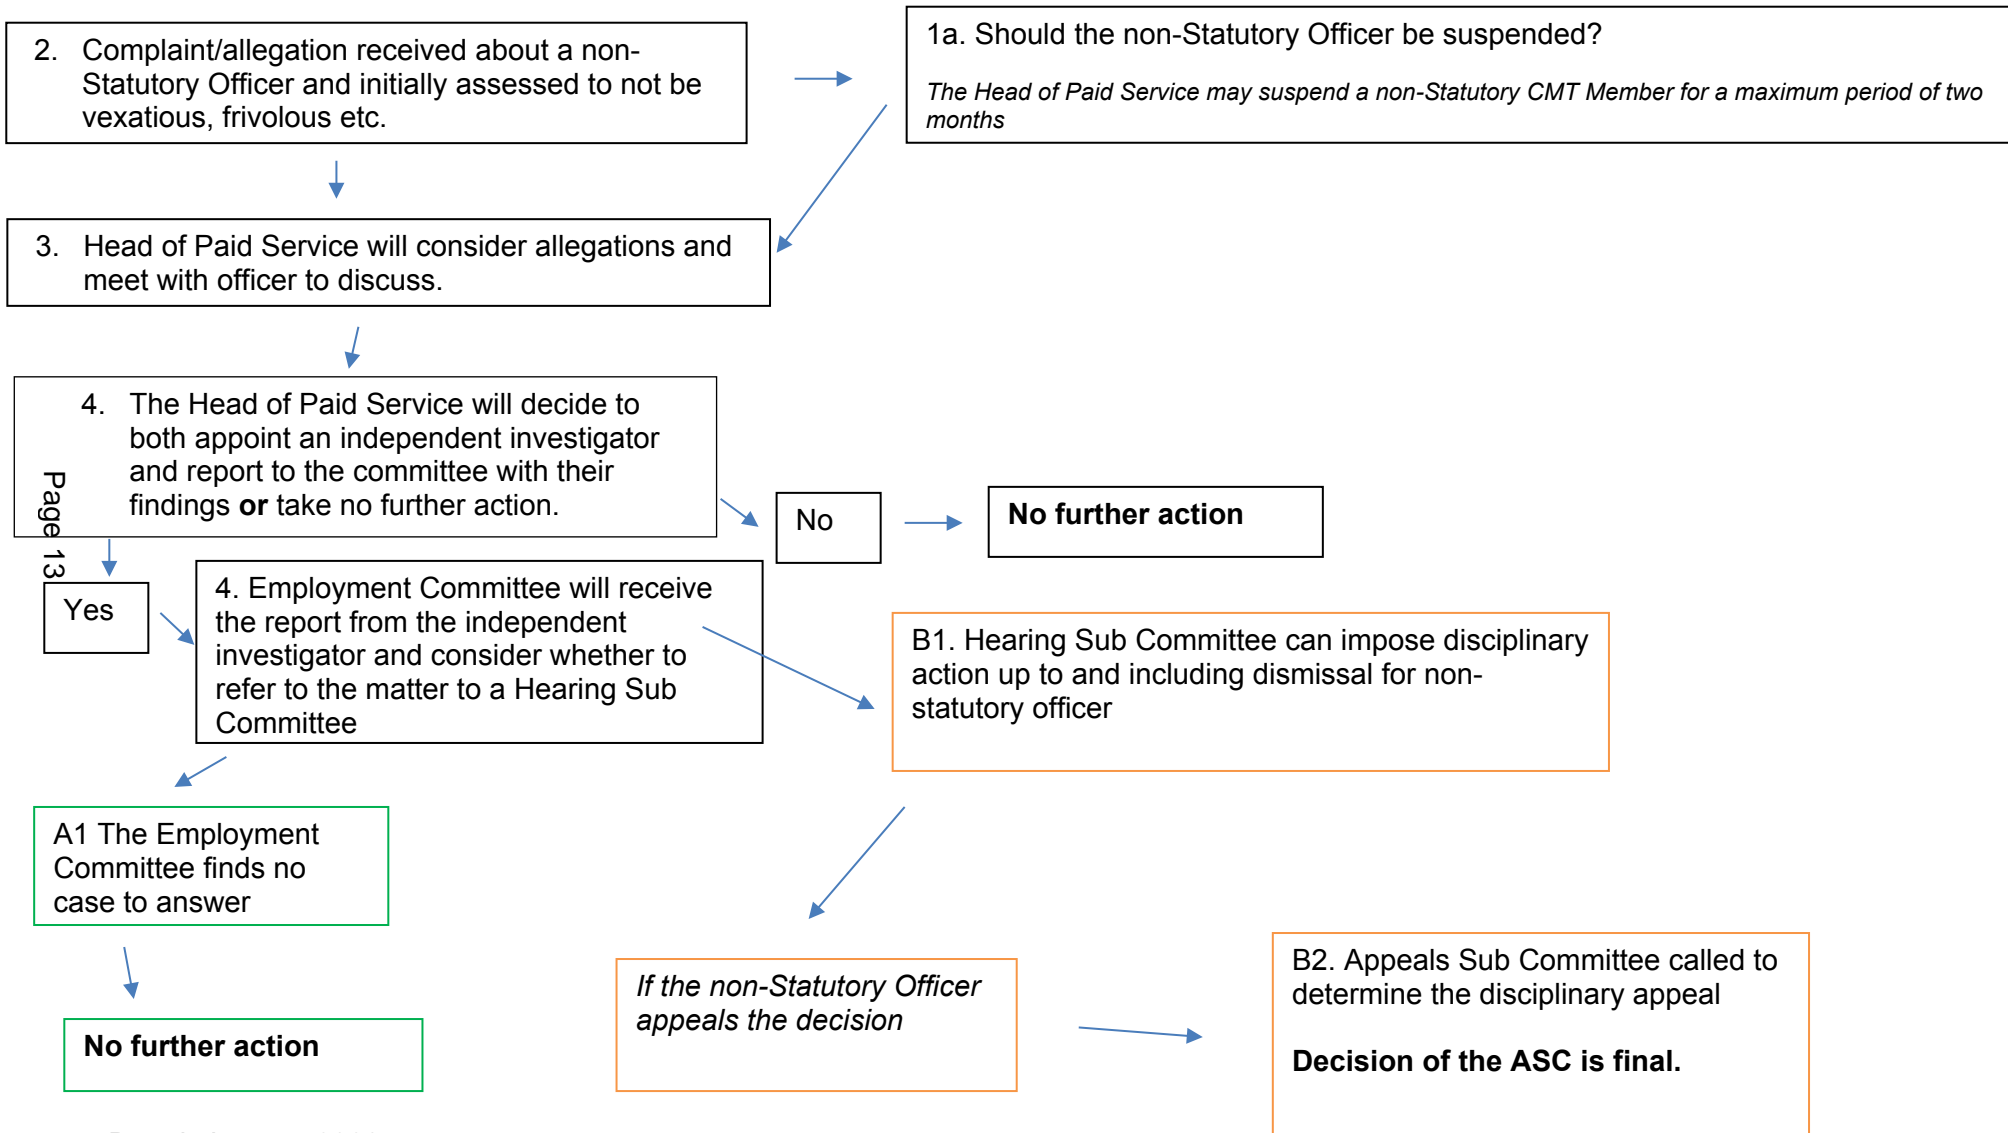 2. Complaint/allegation received about a non-
Statutory Officer and initially assessed to not be
vexatious, frivolous etc.
1a. Should the non-Statutory Officer be suspended?
The Head of Paid Service may suspend a non-Statutory CMT Member for a maximum period of two
months
3. Head of Paid Service will consider allegations and
meet with officer to discuss.
4. The Head of Paid Service will decide to
both appoint an independent investigator
and report to the committee with their
findings or take no further action.
Page 13
No
No further action
Yes
4. Employment Committee will receive
the report from the independent
investigator and consider whether to
refer to the matter to a Hearing Sub
Committee
B1. Hearing Sub Committee can impose disciplinary
action up to and including dismissal for non-
statutory officer
A1 The Employment
Committee finds no
case to answer
No further action
If the non-Statutory Officer
appeals the decision
B2. Appeals Sub Committee called to
determine the disciplinary appeal
Decision of the ASC is final.